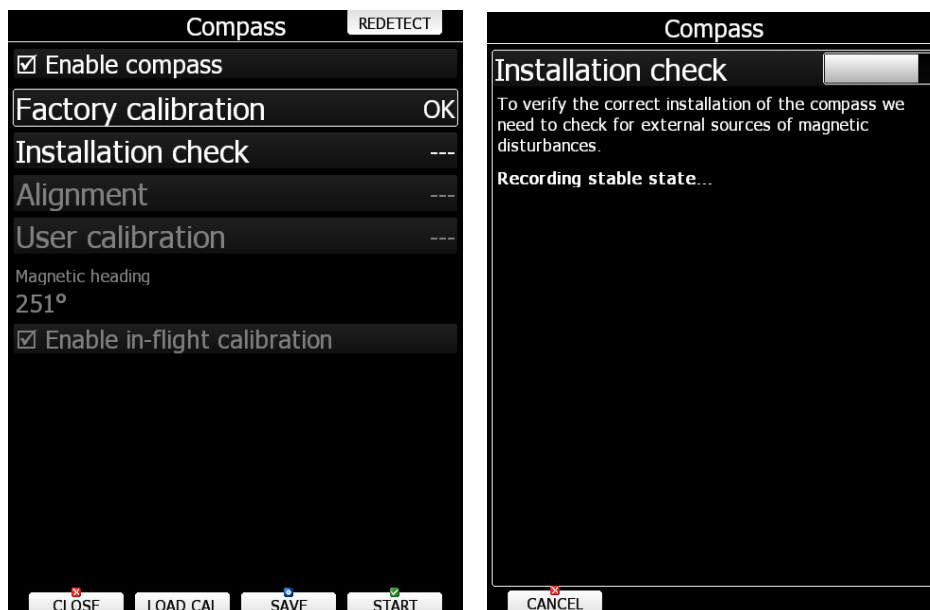 Compass
REDETECT
Enable compass
Factory calibration OK
Installation check ---
Alignment ---
User calibration ---
Magnetic heading
251°
Enable in-flight calibration
CLOSE LOAD CAL SAVE START
Compass
Installation check
To verify the correct installation of the compass we
need to check for external sources of magnetic
disturbances.
Recording stable state...
CANCEL